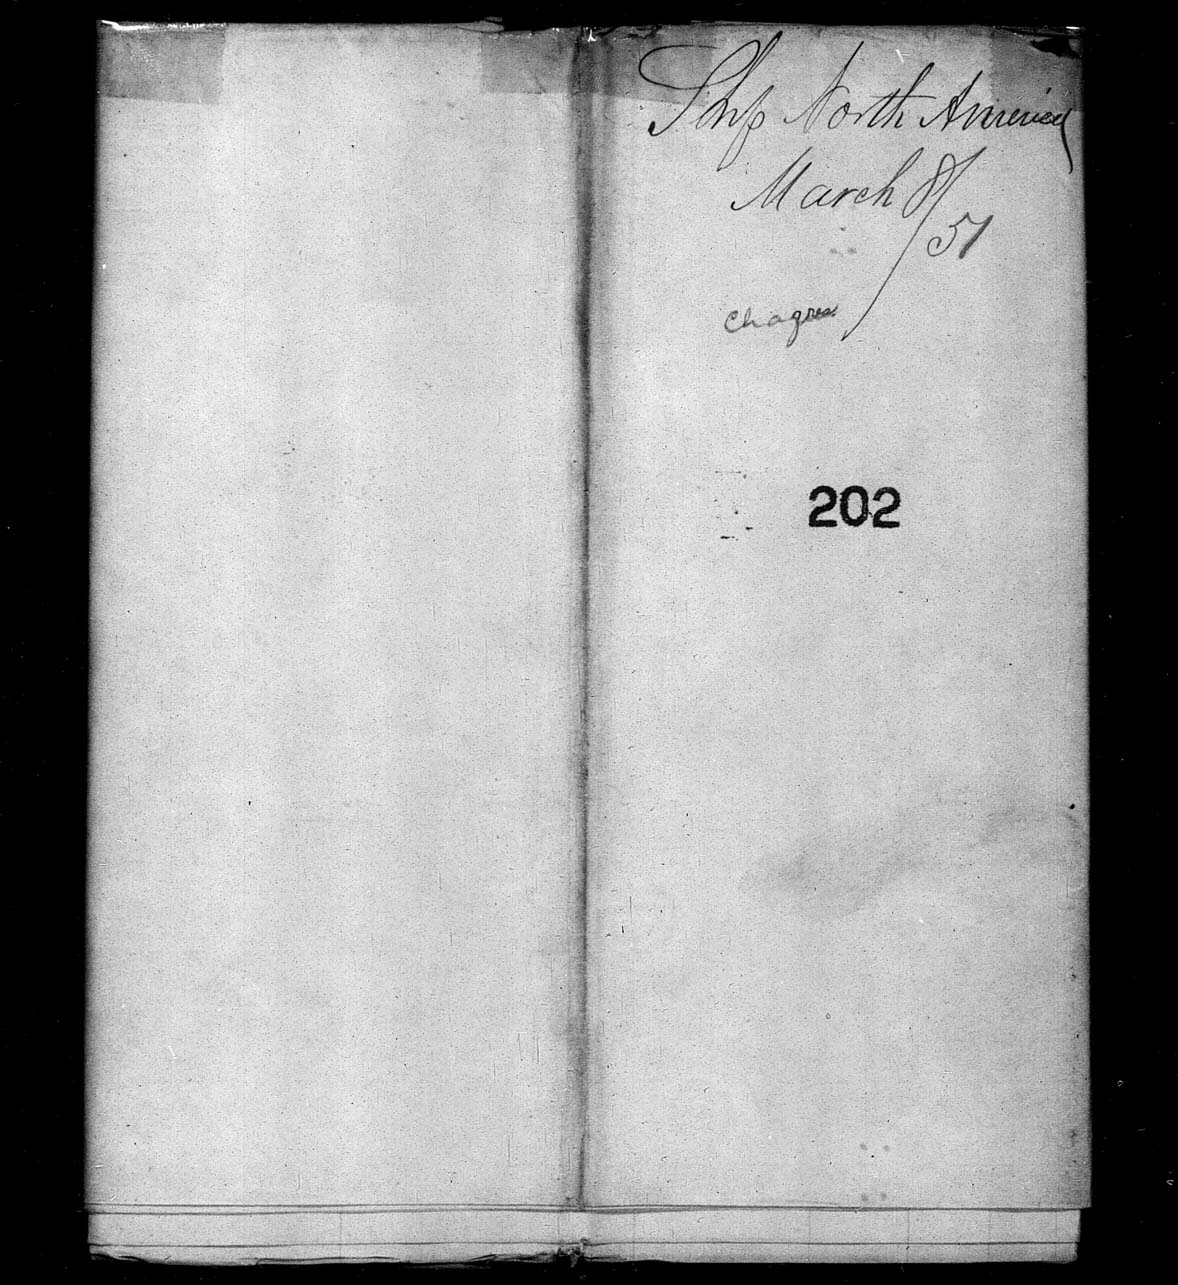 Ship North America
March 8/
51
Chagres
202